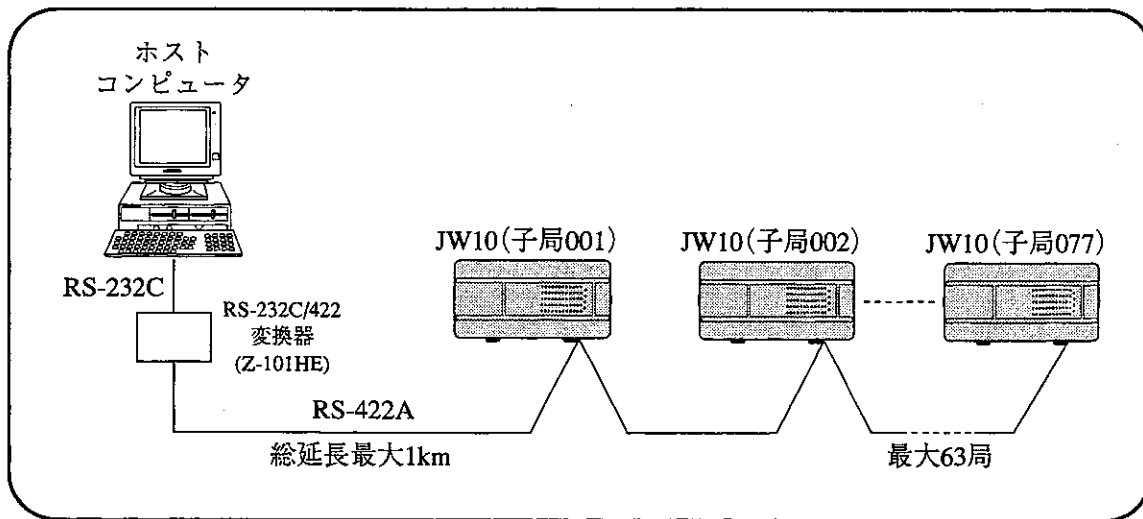 ホスト
コンピュータ
JW10(子局001)
JW10(子局002)
JW10(子局077)
RS-232C
RS-232C/422
変換器
(Z-101HE)
RS-422A
総延長最大1km
最大63局